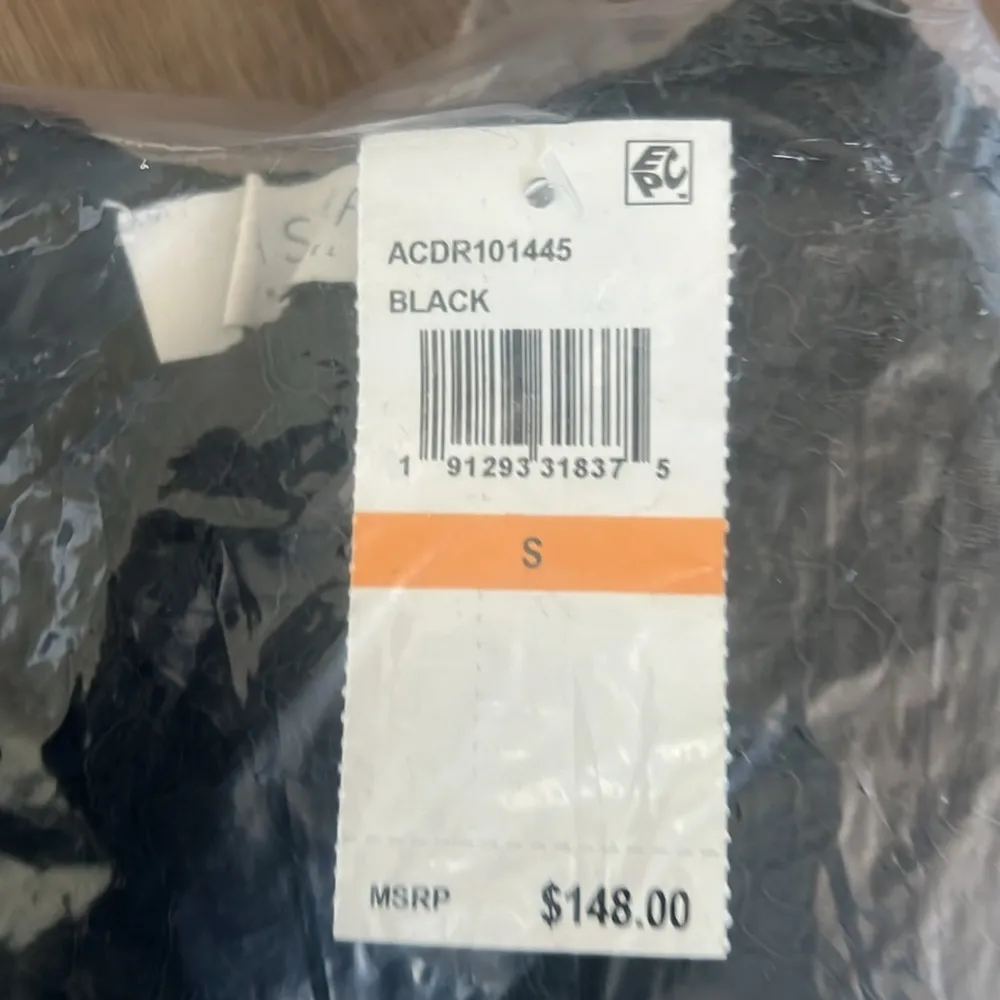 EPC
ACDR101445
BLACK
1 91293 31837 5
S
MSRP $148.00